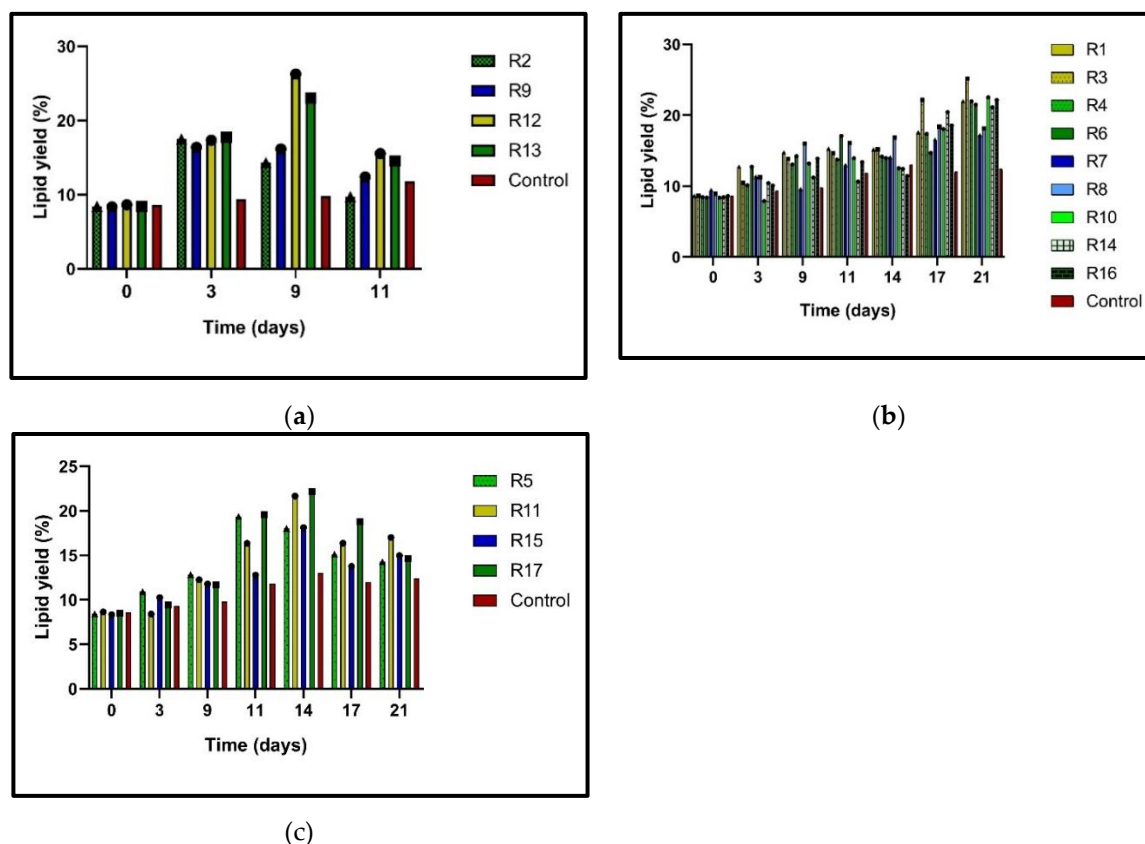 30
20
10
0
Lipid yield (%)
0 3 9 11
Time (days)
R2
R9
R12
R13
Control
(a)
30
20
10
0
Lipid yield (%)
0 3 9 11 14 17 21
Time (days)
R1
R3
R4
R6
R7
R8
R10
R14
R16
Control
(b)
25
20
15
10
5
0
Lipid yield (%)
0 3 9 11 14 17 21
Time (days)
R5
R11
R15
R17
Control
(c)